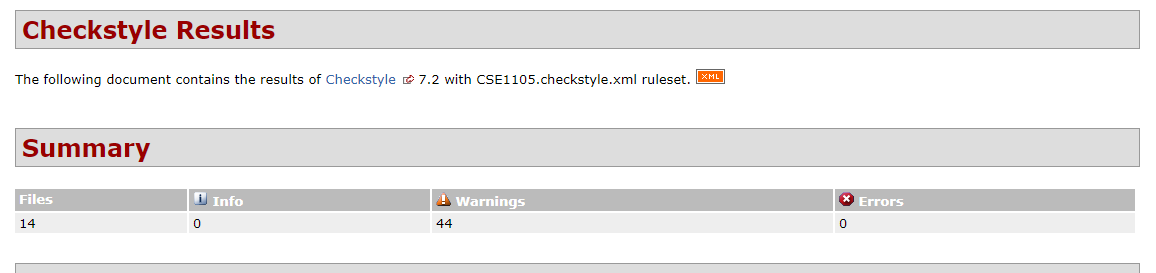 Checkstyle Results
The following document contains the results of Checkstyle 7.2 with CSE1105.checkstyle.xml ruleset. XML
Summary
Files Info Warnings Errors
14 0 44 0